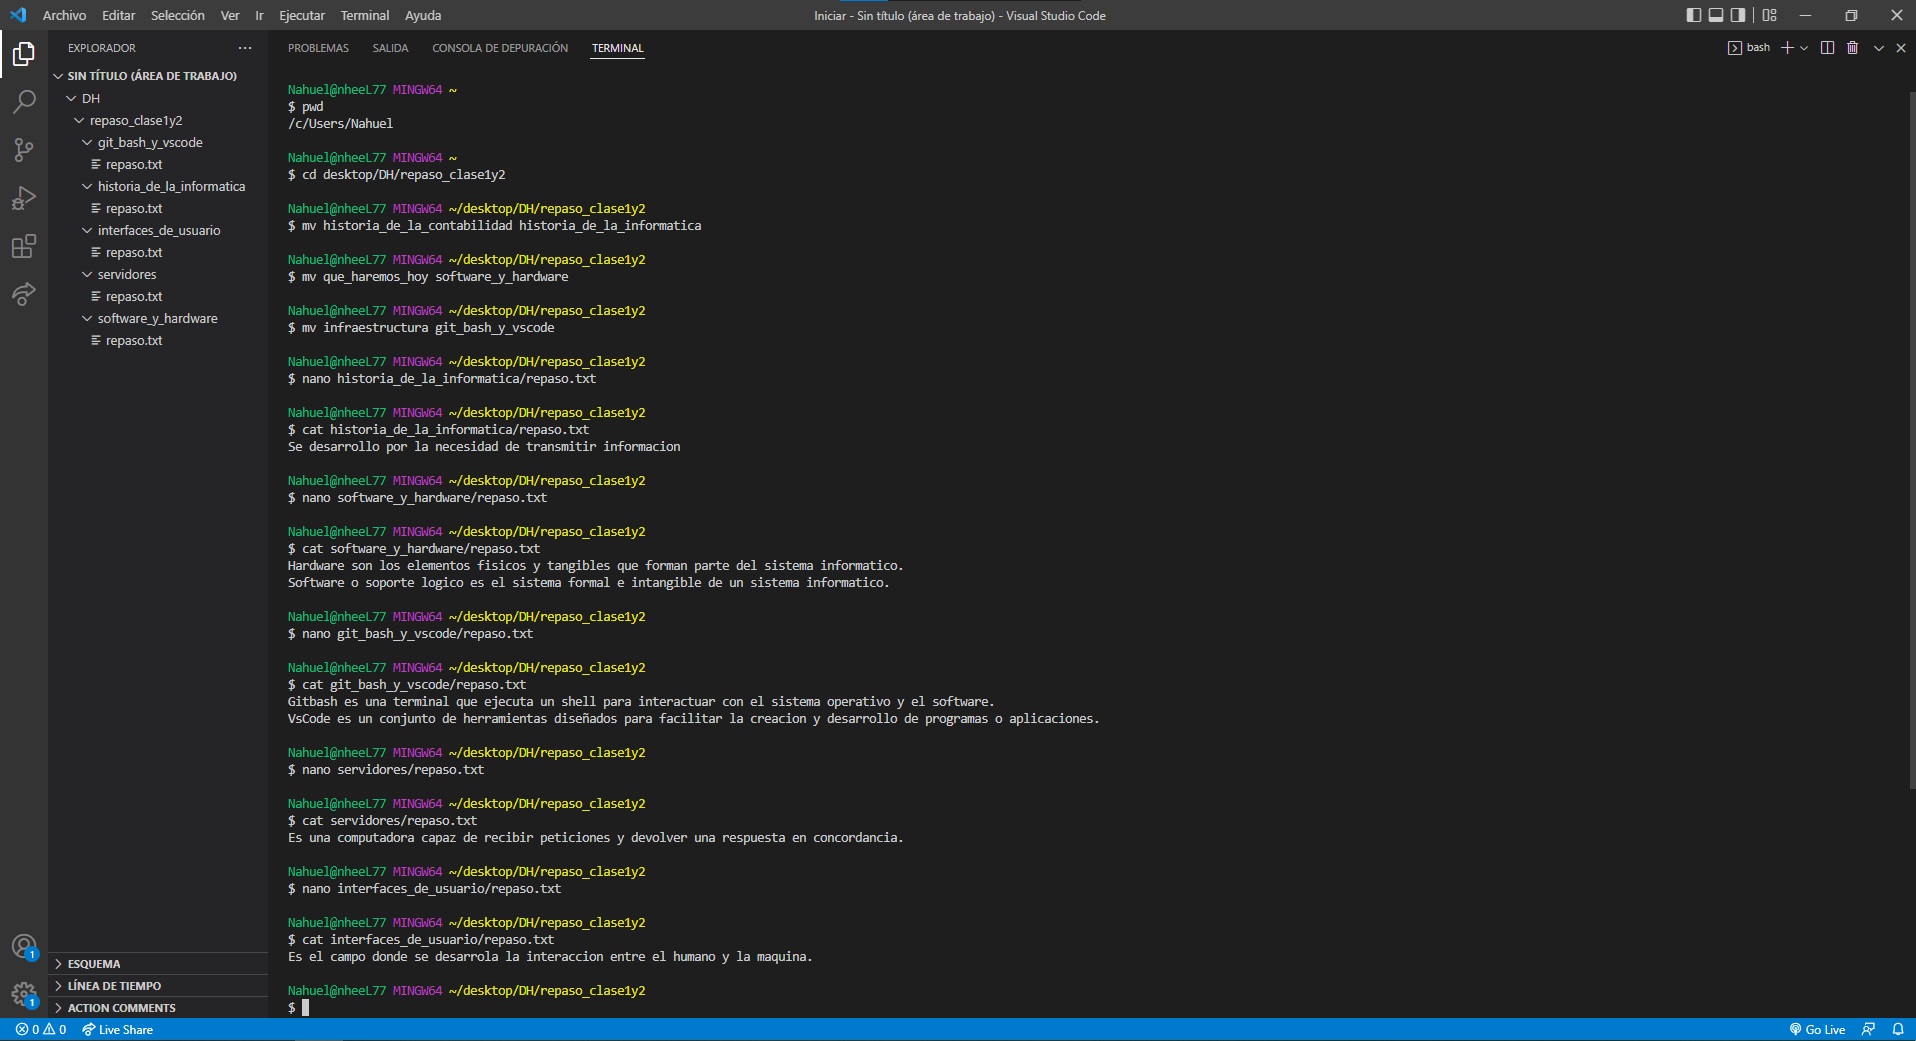 Archivo Editar Selección Ver Ir Ejecutar Terminal Ayuda
Iniciar - Sin título (área de trabajo) - Visual Studio Code
EXPLORADOR
SIN TÍTULO (ÁREA DE TRABAJO)
DH
repaso_clase1y2
git_bash_y_vscode
repaso.txt
historia_de_la_informatica
repaso.txt
interfaces_de_usuario
repaso.txt
servidores
repaso.txt
software_y_hardware
repaso.txt
ESQUEMA
LÍNEA DE TIEMPO
ACTION COMMENTS
1
1
PROBLEMAS SALIDA CONSOLA DE DEPURACIÓN TERMINAL
bash
Nahuel@nheeL77 MINGW64 ~
$ pwd
/c/Users/Nahuel
Nahuel@nheeL77 MINGW64 ~
$ cd desktop/DH/repaso_clase1y2
Nahuel@nheeL77 MINGW64 ~/desktop/DH/repaso_clase1y2
$ mv historia_de_la_contabilidad historia_de_la_informatica
Nahuel@nheeL77 MINGW64 ~/desktop/DH/repaso_clase1y2
$ mv que_haremos_hoy software_y_hardware
Nahuel@nheeL77 MINGW64 ~/desktop/DH/repaso_clase1y2
$ mv infraestructura git_bash_y_vscode
Nahuel@nheeL77 MINGW64 ~/desktop/DH/repaso_clase1y2
$ nano historia_de_la_informatica/repaso.txt
Nahuel@nheeL77 MINGW64 ~/desktop/DH/repaso_clase1y2
$ cat historia_de_la_informatica/repaso.txt
Se desarrollo por la necesidad de transmitir informacion
Nahuel@nheeL77 MINGW64 ~/desktop/DH/repaso_clase1y2
$ nano software_y_hardware/repaso.txt
Nahuel@nheeL77 MINGW64 ~/desktop/DH/repaso_clase1y2
$ cat software_y_hardware/repaso.txt
Hardware son los elementos fisicos y tangibles que forman parte del sistema informatico.
Software o soporte logico es el sistema formal e intangible de un sistema informatico.
Nahuel@nheeL77 MINGW64 ~/desktop/DH/repaso_clase1y2
$ nano git_bash_y_vscode/repaso.txt
Nahuel@nheeL77 MINGW64 ~/desktop/DH/repaso_clase1y2
$ cat git_bash_y_vscode/repaso.txt
Gitbash es una terminal que ejecuta un shell para interactuar con el sistema operativo y el software.
VsCode es un conjunto de herramientas diseñados para facilitar la creacion y desarrollo de programas o aplicaciones.
Nahuel@nheeL77 MINGW64 ~/desktop/DH/repaso_clase1y2
$ nano servidores/repaso.txt
Nahuel@nheeL77 MINGW64 ~/desktop/DH/repaso_clase1y2
$ cat servidores/repaso.txt
Es una computadora capaz de recibir peticiones y devolver una respuesta en concordancia.
Nahuel@nheeL77 MINGW64 ~/desktop/DH/repaso_clase1y2
$ nano interfaces_de_usuario/repaso.txt
Nahuel@nheeL77 MINGW64 ~/desktop/DH/repaso_clase1y2
$ cat interfaces_de_usuario/repaso.txt
Es el campo donde se desarrola la interaccion entre el humano y la maquina.
Nahuel@nheeL77 MINGW64 ~/desktop/DH/repaso_clase1y2
$
0 0 Live Share
Go Live